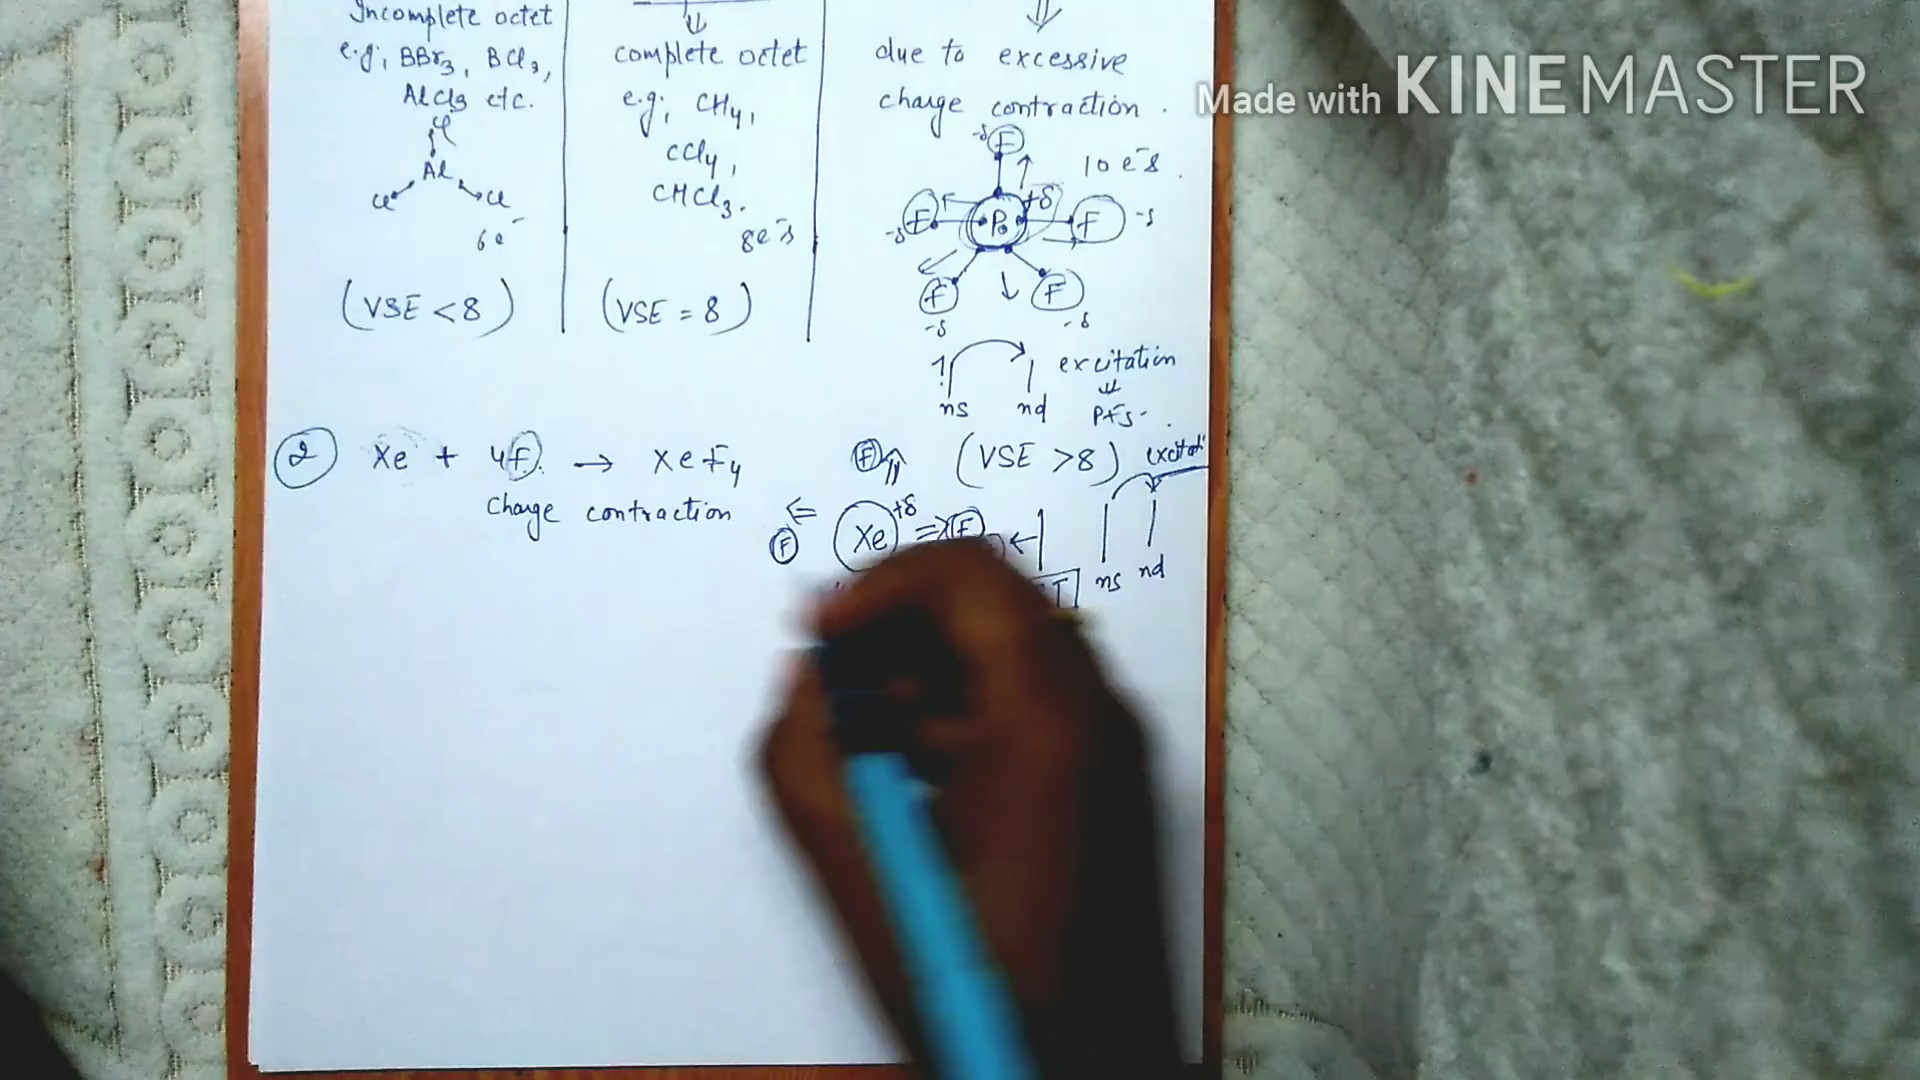 Incomplete octet
e.g; BBr3, BCl3,
AlCl3 etc.
Cl
Al
Cl Cl
6e-
(VSE < 8)
complete octet
e.g; CH4,
CCl4,
CHCl3.
8e-s
(VSE = 8)
due to excessive
charge contraction.
-δ F
10 e-s.
F P +δ F -δ
-δ
F F
-δ -δ
1 excitation
⇓
ns nd PF5.
(VSE > 8)
② Xe + 4F. → XeF4
charge contraction
F
excitati
Xe +δ F
F
ns nd
Made with KINEMASTER